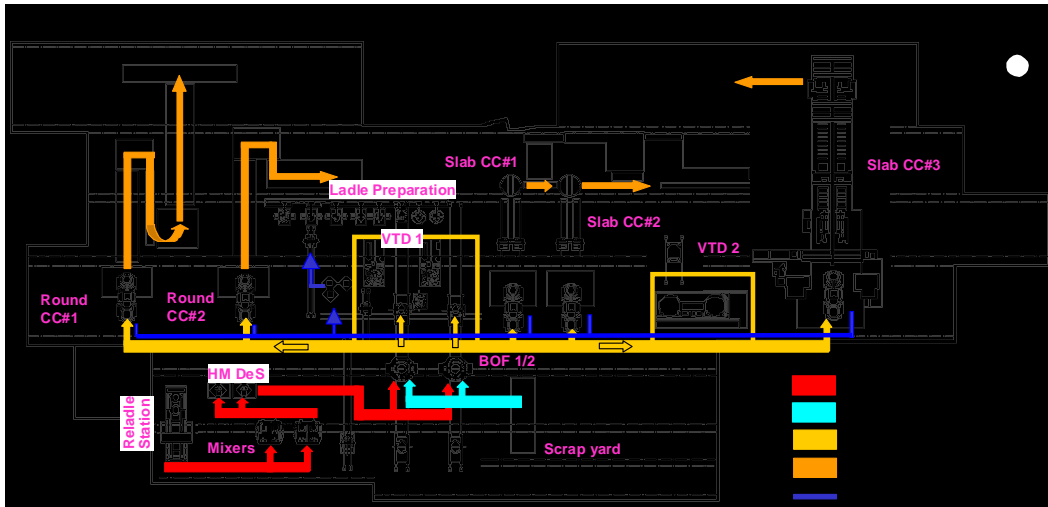 Slab CC#1
Slab CC#3
Ladle Preparation
Slab CC#2
VTD 1
VTD 2
Round
CC#1
Round
CC#2
BOF 1/2
HM DeS
Reladle
Station
Mixers
Scrap yard